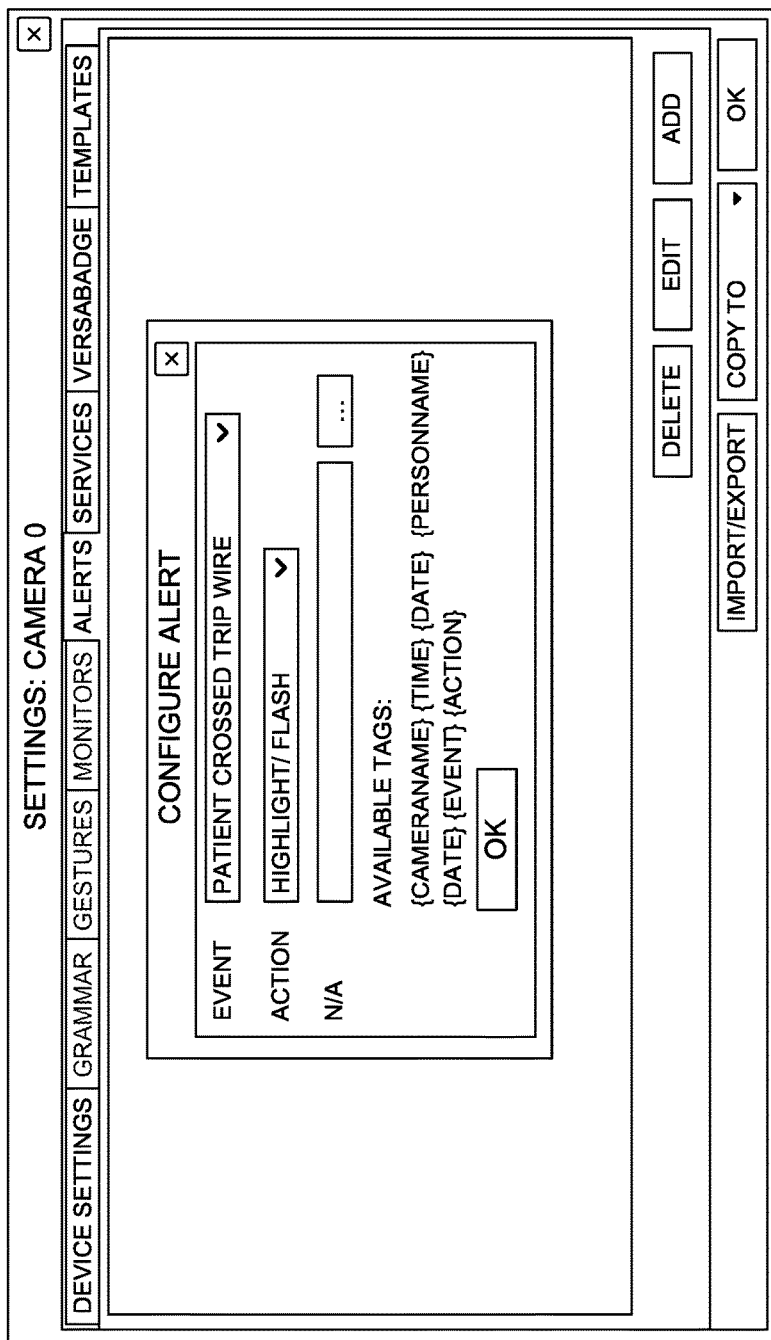 SETTINGS: CAMERA 0
X
DEVICE SETTINGS GRAMMAR GESTURES MONITORS ALERTS SERVICES VERSABADGE TEMPLATES
CONFIGURE ALERT
X
EVENT PATIENT CROSSED TRIP WIRE
ACTION HIGHLIGHT/ FLASH
N/A ...
AVAILABLE TAGS:
{CAMERANAME} {TIME} {DATE} {PERSONNAME}
{DATE} {EVENT} {ACTION}
OK
DELETE EDIT ADD
IMPORT/EXPORT COPY TO OK